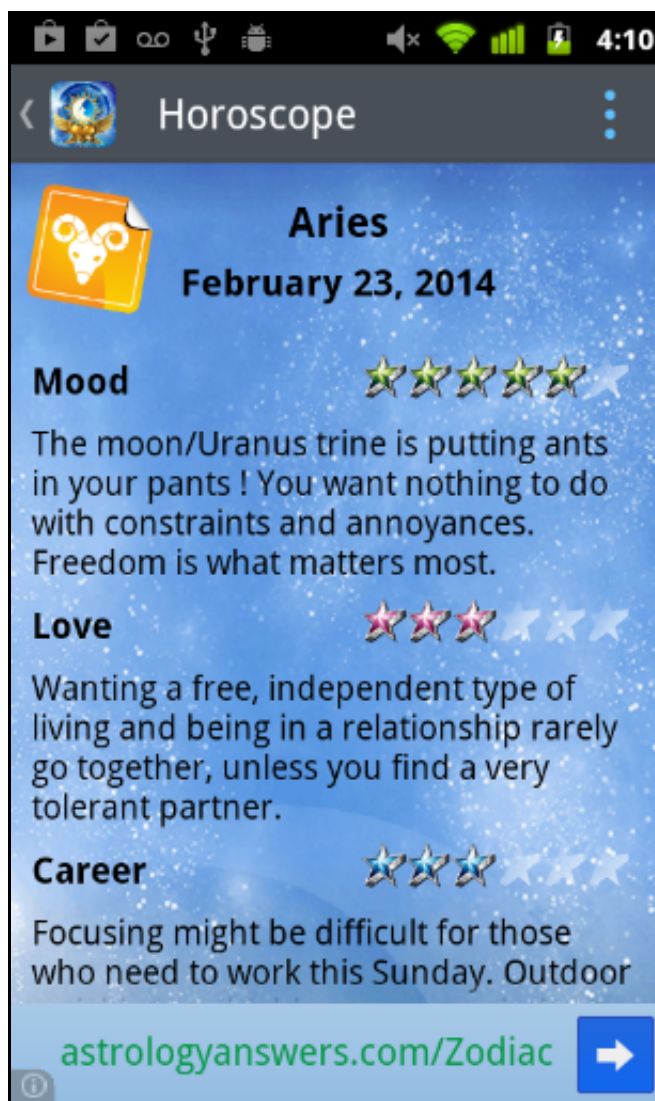 4:10
Horoscope
Aries
February 23, 2014
Mood
The moon/Uranus trine is putting ants
in your pants ! You want nothing to do
with constraints and annoyances.
Freedom is what matters most.
Love
Wanting a free, independent type of
living and being in a relationship rarely
go together, unless you find a very
tolerant partner.
Career
Focusing might be difficult for those
who need to work this Sunday. Outdoor
astrologyanswers.com/Zodiac